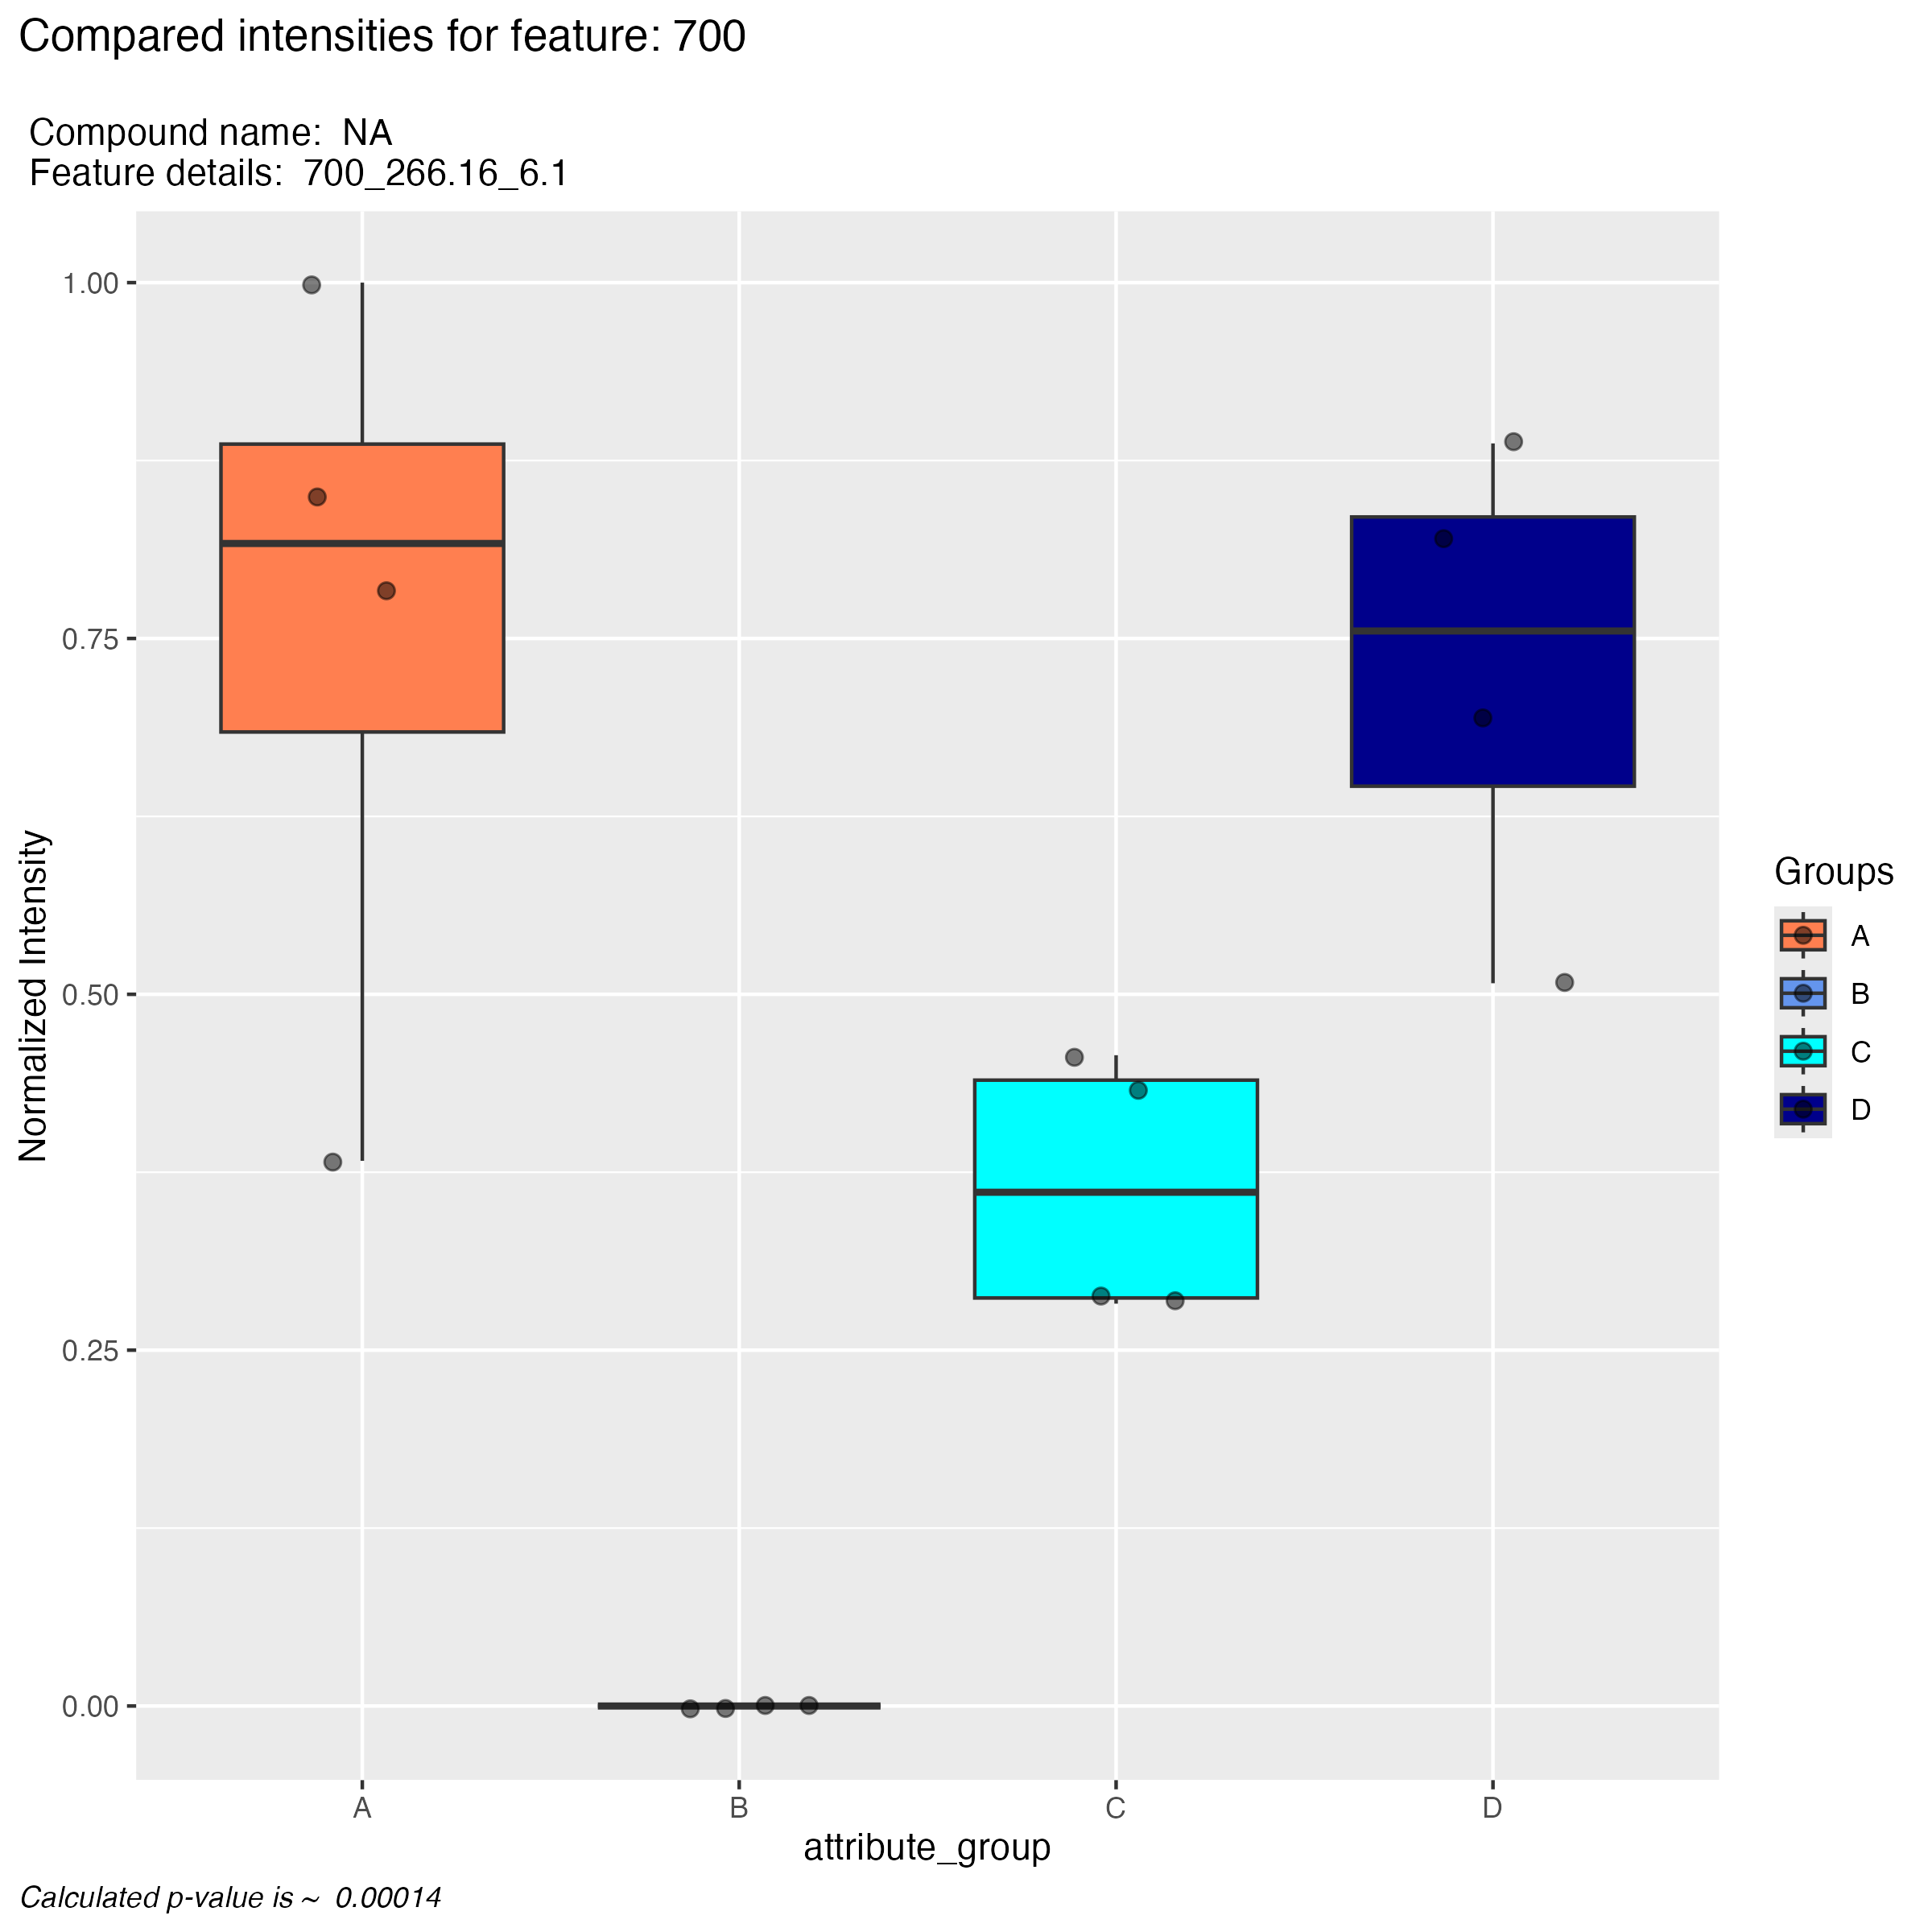 Compared intensities for feature: 700
Compound name: NA
Feature details: 700_266.16_6.1
Normalized Intensity
1.00
0.75
0.50
0.25
0.00
A
B
C
D
attribute_group
Groups
A
B
C
D
Calculated p-value is ~ 0.00014